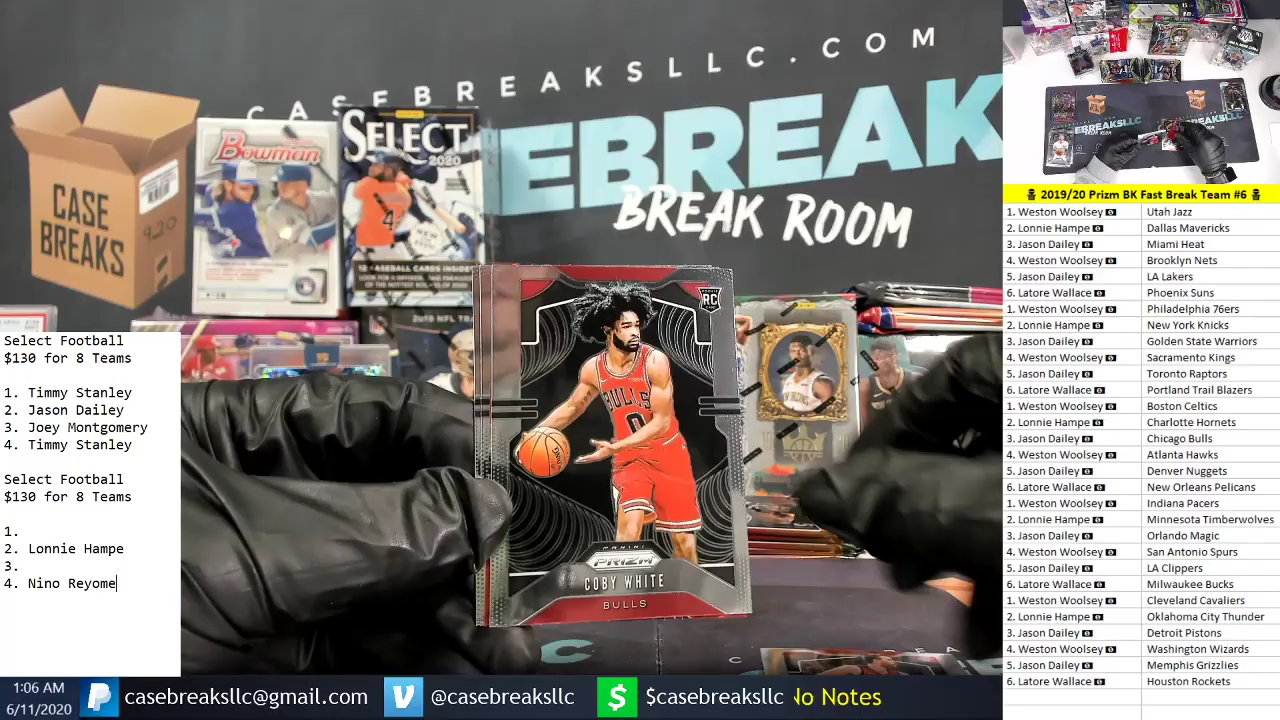 CASEBREAKSLLC.COM
EBREAK
BREAK ROOM
CASE
BREAKS
920
Bowman
SELECT
2020
4
12 BASEBALL CARDS INSIDE
RC
BULLS
0
PANINI
PRIZM
COBY WHITE
BULLS
Select Football
$130 for 8 Teams
1. Timmy Stanley
2. Jason Dailey
3. Joey Montgomery
4. Timmy Stanley
Select Football
$130 for 8 Teams
1.
2. Lonnie Hampe
3.
4. Nino Reyome
2019/20 Prizm BK Fast Break Team #6
1. Weston Woolsey Utah Jazz
2. Lonnie Hampe Dallas Mavericks
3. Jason Dailey Miami Heat
4. Weston Woolsey Brooklyn Nets
5. Jason Dailey LA Lakers
6. Latore Wallace Phoenix Suns
1. Weston Woolsey Philadelphia 76ers
2. Lonnie Hampe New York Knicks
3. Jason Dailey Golden State Warriors
4. Weston Woolsey Sacramento Kings
5. Jason Dailey Toronto Raptors
6. Latore Wallace Portland Trail Blazers
1. Weston Woolsey Boston Celtics
2. Lonnie Hampe Charlotte Hornets
3. Jason Dailey Chicago Bulls
4. Weston Woolsey Atlanta Hawks
5. Jason Dailey Denver Nuggets
6. Latore Wallace New Orleans Pelicans
1. Weston Woolsey Indiana Pacers
2. Lonnie Hampe Minnesota Timberwolves
3. Jason Dailey Orlando Magic
4. Weston Woolsey San Antonio Spurs
5. Jason Dailey LA Clippers
6. Latore Wallace Milwaukee Bucks
1. Weston Woolsey Cleveland Cavaliers
2. Lonnie Hampe Oklahoma City Thunder
3. Jason Dailey Detroit Pistons
4. Weston Woolsey Washington Wizards
5. Jason Dailey Memphis Grizzlies
6. Latore Wallace Houston Rockets
1:06 AM
6/11/2020
casebreaksllc@gmail.com
@casebreaksllc
$casebreaksllc
No Notes